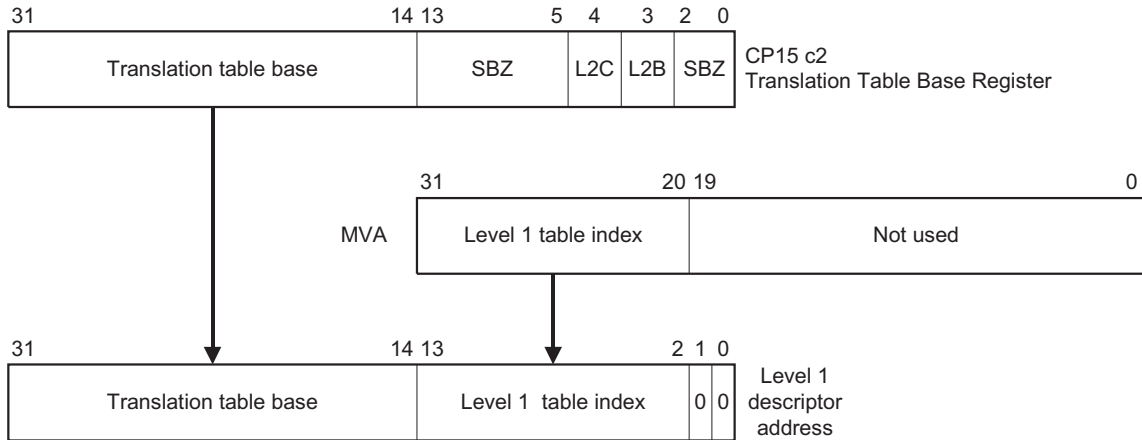 31 14 13 5 4 3 2 0
Translation table base SBZ L2C L2B SBZ
CP15 c2
Translation Table Base Register
31 20 19 0
MVA Level 1 table index Not used
31 14 13 2 1 0
Translation table base Level 1 table index 0 0
Level 1
descriptor
address